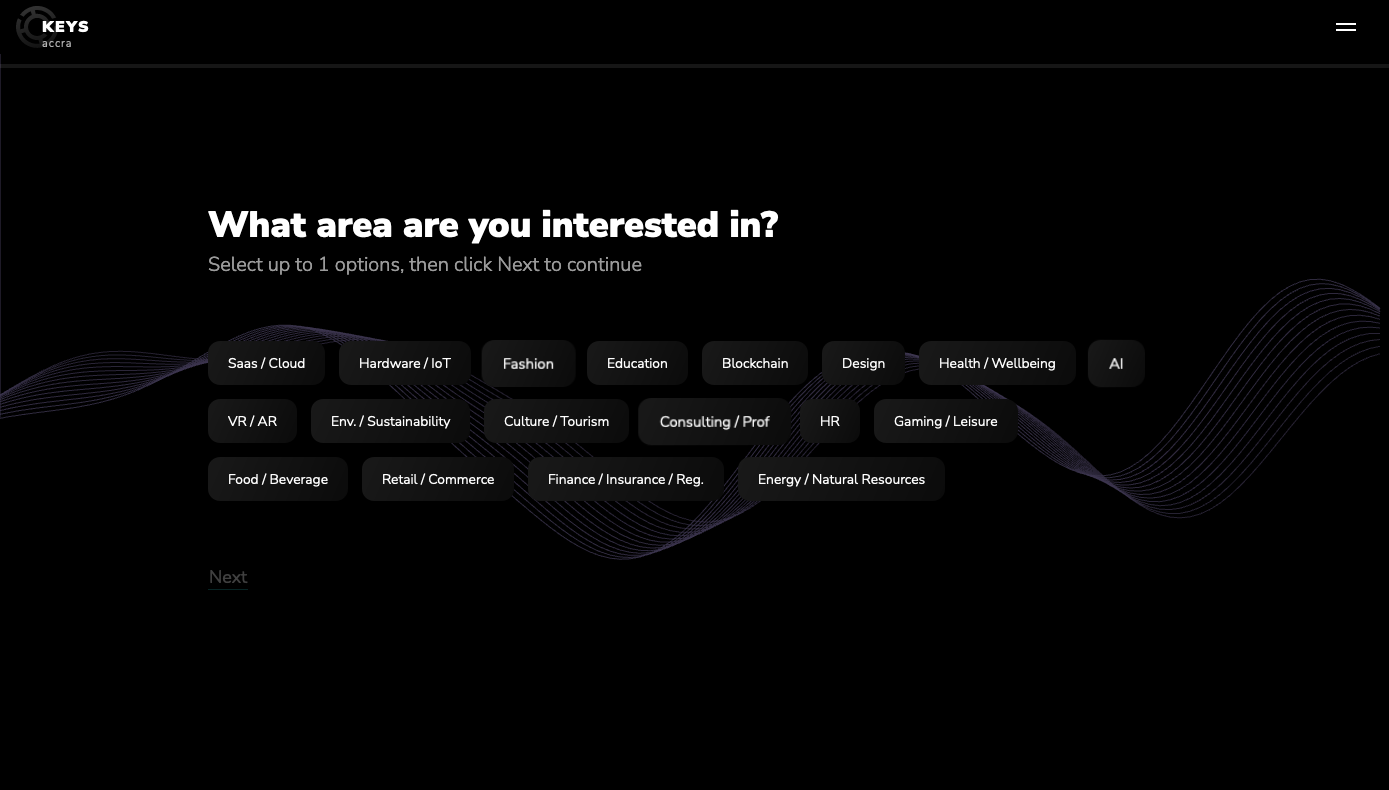 KEYS
accra
What area are you interested in?
Select up to 1 options, then click Next to continue
Saas / Cloud Hardware / IoT Fashion Education Blockchain Design Health / Wellbeing AI
VR / AR Env. / Sustainability Culture / Tourism Consulting / Prof HR Gaming / Leisure
Food / Beverage Retail / Commerce Finance / Insurance / Reg. Energy / Natural Resources
Next